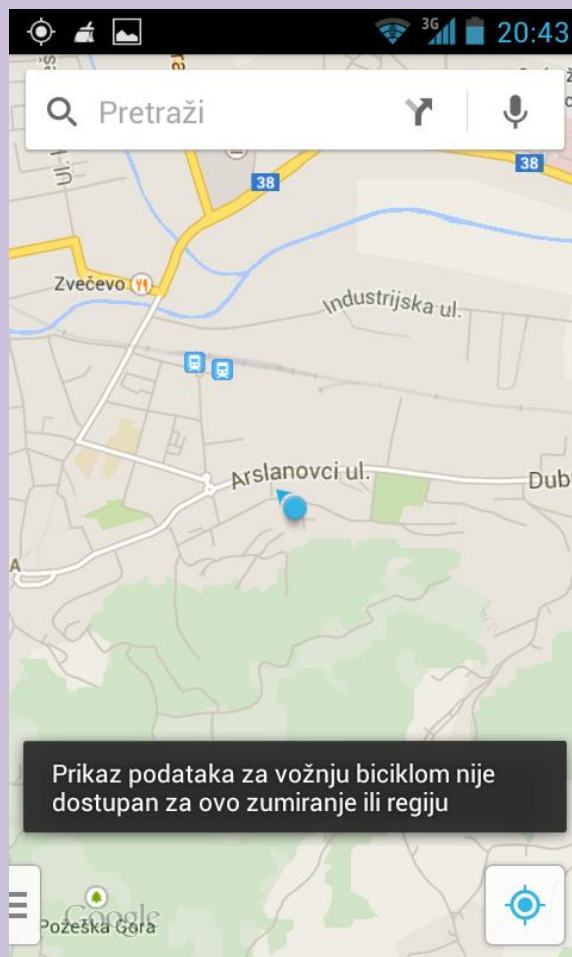 3G 20:43
Pretraži
38
38
Zvečevo
Industrijska ul.
Arslanovci ul.
Dub
A
Prikaz podataka za vožnju biciklom nije
dostupan za ovo zumiranje ili regiju
Google
Požeška Gora